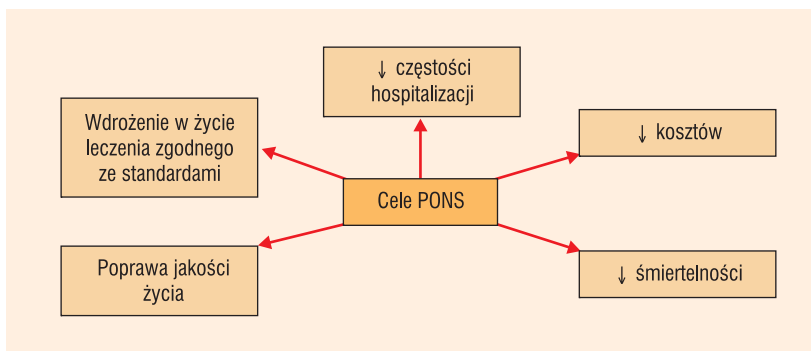 ↓ częstości
hospitalizacji
Wdrożenie w życie
leczenia zgodnego
ze standardami
↓ kosztów
Cele PONS
Poprawa jakości
życia
↓ śmiertelności